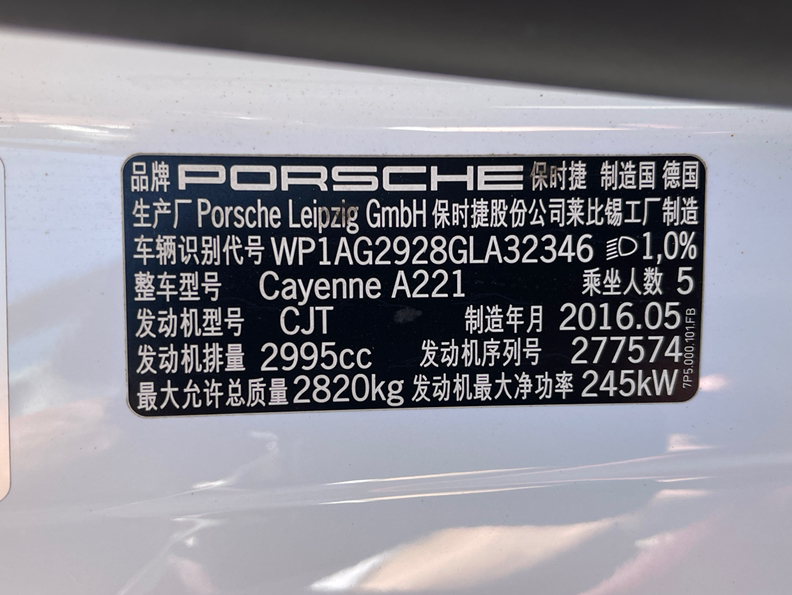 品牌 PORSCHE 保时捷 制造国 德国
生产厂 Porsche Leipzig GmbH 保时捷股份公司莱比锡工厂制造
车辆识别代号 WP1AG2928GLA32346 1,0%
整车型号 Cayenne A221 乘坐人数 5
发动机型号 CJT 制造年月 2016.05
发动机排量 2995cc 发动机序列号 277574
最大允许总质量 2820kg 发动机最大净功率 245kW
7P5.000.101.FB